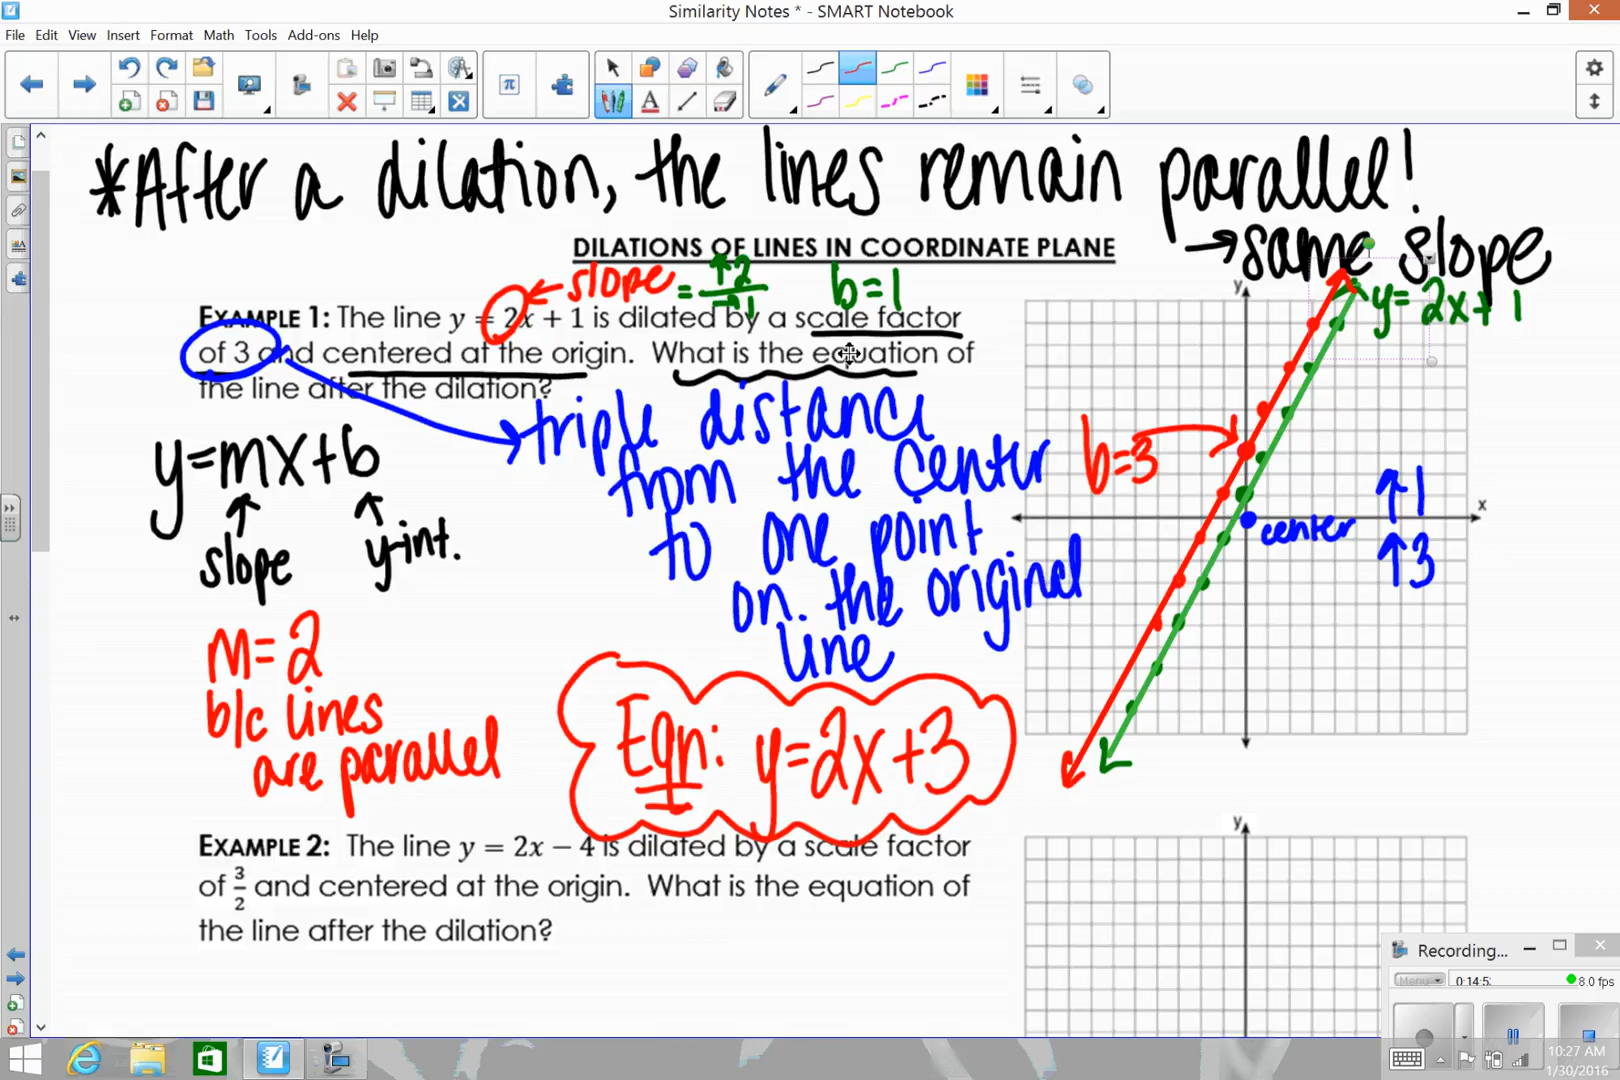 Similarity Notes * - SMART Notebook
File Edit View Insert Format Math Tools Add-ons Help
*After a dilation, the lines remain parallel!
→ same slope
DILATIONS OF LINES IN COORDINATE PLANE
slope = ↑2/→1 b=1
EXAMPLE 1: The line y = 2x + 1 is dilated by a scale factor
of 3 and centered at the origin. What is the equation of
the line after the dilation?
y=mx+b
slope y-int.
m=2
b/c lines
are parallel
triple distance
from the center
to one point
on the original
line
Eqn: y=2x+3
y
y=2x+1
b=3
x
center
↑1
↑3
EXAMPLE 2: The line y = 2x − 4 is dilated by a scale factor
of 3/2 and centered at the origin. What is the equation of
the line after the dilation?
y
Recording...
Menu
0:14:5
8.0 fps
10:27 AM
1/30/2016